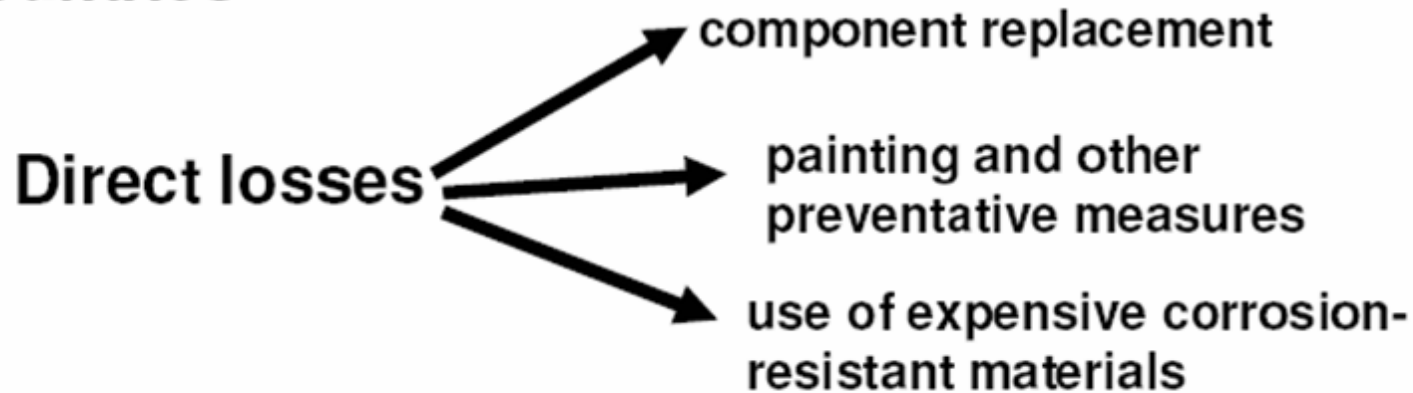 component replacement
Direct losses
painting and other
preventative measures
use of expensive corrosion-
resistant materials